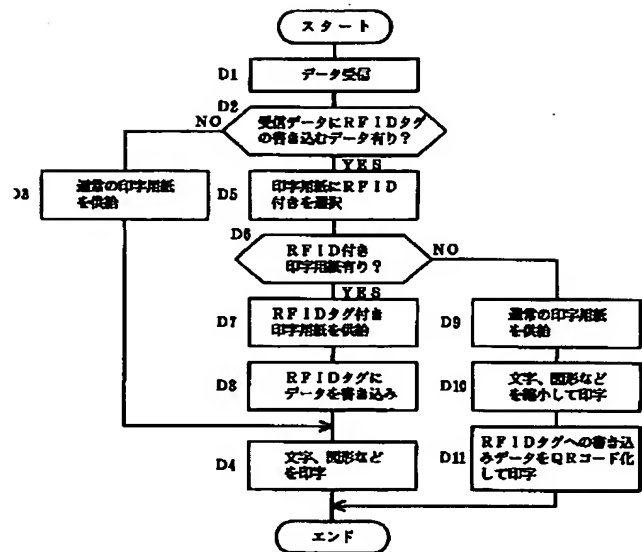 スタート
D1
データ受信
D2
受信データにRFIDタグ
の書き込むデータ有り?
NO
YES
D3
通常の印字用紙
を供給
D5
印字用紙にRFID
付きを選択
D6
RFID付き
印字用紙有り?
NO
YES
D7
RFIDタグ付き
印字用紙を供給
D9
通常の印字用紙
を供給
D8
RFIDタグに
データを書き込み
D10
文字、図形など
を縮小して印字
D4
文字、図形など
を印字
D11
RFIDタグへの書き込
みデータをQRコード化
して印字
エンド